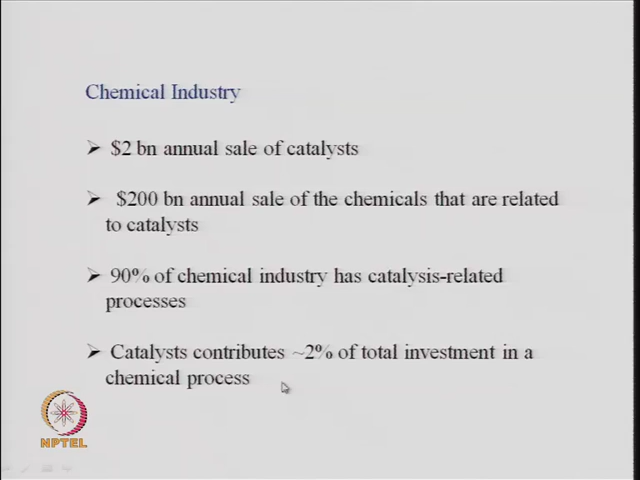 Chemical Industry
➢ $2 bn annual sale of catalysts
➢ $200 bn annual sale of the chemicals that are related
to catalysts
➢ 90% of chemical industry has catalysis-related
processes
➢ Catalysts contributes ~2% of total investment in a
chemical process
NPTEL